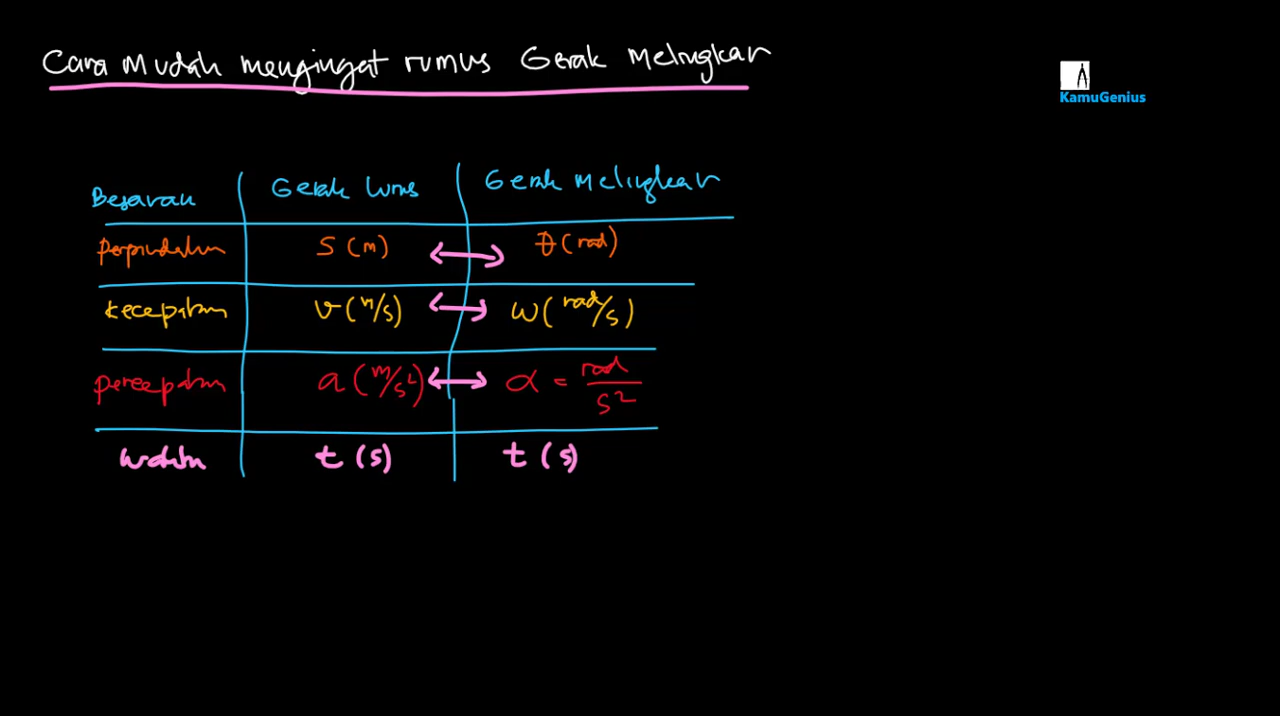 Cara Mudah mengingat rumus Gerak Melingkar
KamuGenius
Besaran Gerak lurus Gerak Melingkar
perpindahan S (m) θ (rad)
kecepatan v (m/s) ω (rad/s)
percepatan a (m/s²) α = rad/s²
waktu t (s) t (s)